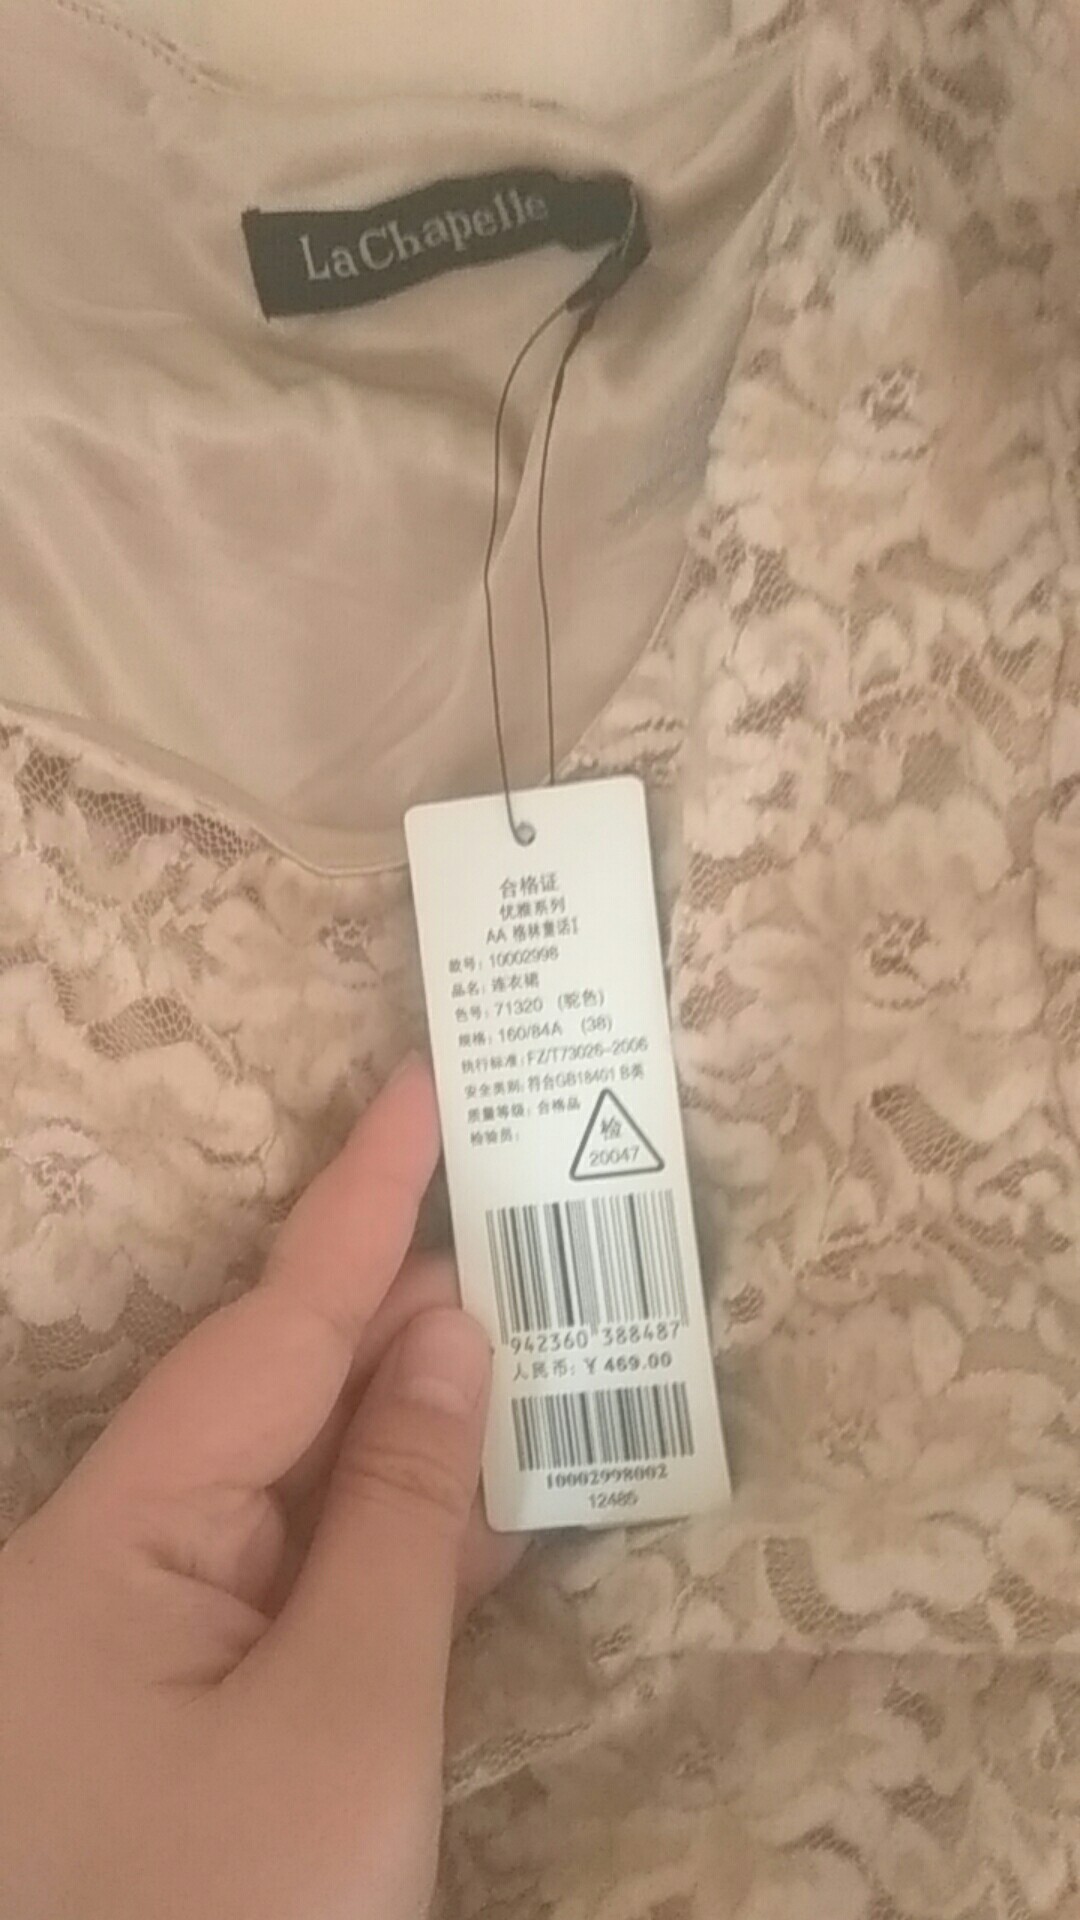 La Chapelle
合格证
优雅系列
AA 格林童话I
款号: 10002998
品名: 连衣裙
色号: 71320 (驼色)
规格: 160/84A (38)
执行标准: FZ/T73026-2006
安全类别: 符合GB18401 B类
质量等级: 合格品
检验员:
检
20047
942360 388487
人民币: ¥ 469.00
10002998002
12485